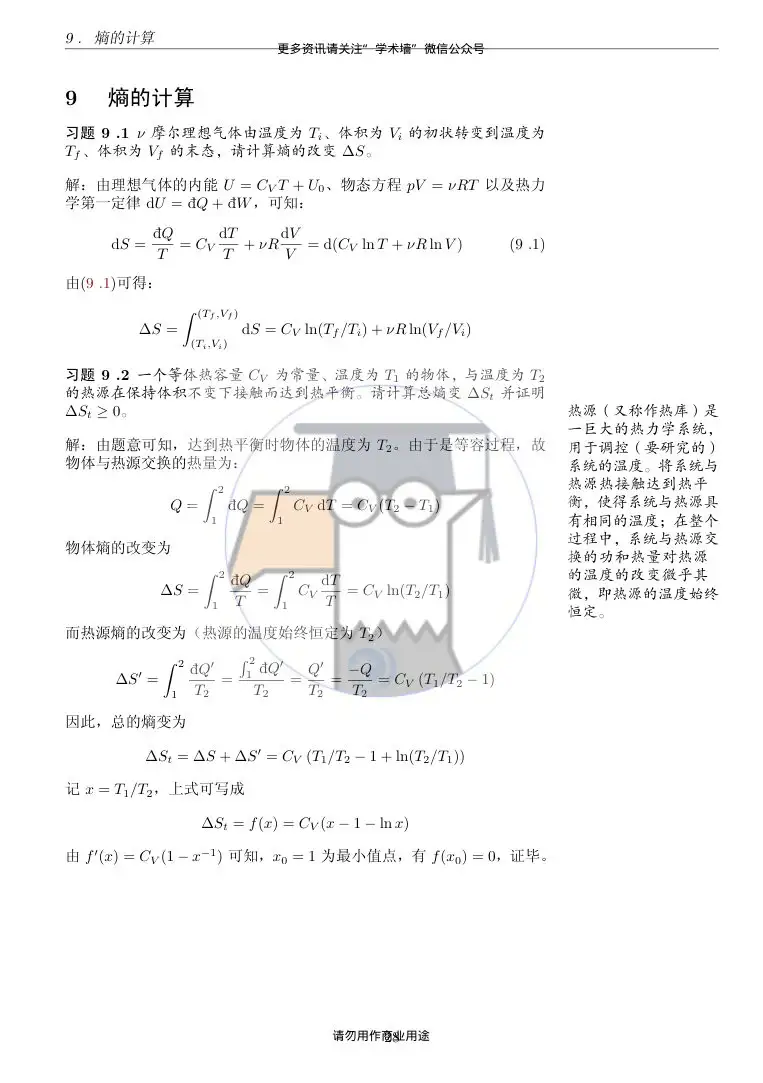 9 . 熵的计算
更多资讯请关注”学术墙”微信公众号
9 熵的计算
习题 9 .1 ν 摩尔理想气体由温度为 T_i、体积为 V_i 的初状转变到温度为
T_f、体积为 V_f 的末态，请计算熵的改变 ΔS。
解：由理想气体的内能 U = C_V T + U_0、物态方程 pV = νRT 以及热力
学第一定律 dU = đQ + đW，可知：
dS = đQ/T = C_V dT/T + νR dV/V = d(C_V ln T + νR ln V) (9 .1)
由(9 .1)可得：
ΔS = ∫_{(T_i,V_i)}^{(T_f,V_f)} dS = C_V ln(T_f/T_i) + νR ln(V_f/V_i)
习题 9 .2 一个等体热容量 C_V 为常量、温度为 T_1 的物体，与温度为 T_2
的热源在保持体积不变下接触而达到热平衡。请计算总熵变 ΔS_t 并证明
ΔS_t ≥ 0。
解：由题意可知，达到热平衡时物体的温度为 T_2。由于是等容过程，故
物体与热源交换的热量为：
Q = ∫_1^2 đQ = ∫_1^2 C_V dT = C_V(T_2 − T_1)
物体熵的改变为
ΔS = ∫_1^2 đQ/T = ∫_1^2 C_V dT/T = C_V ln(T_2/T_1)
而热源熵的改变为（热源的温度始终恒定为 T_2）
ΔS′ = ∫_1^2 đQ′/T_2 = ∫_1^2 đQ′/T_2 = Q′/T_2 = −Q/T_2 = C_V (T_1/T_2 − 1)
因此，总的熵变为
ΔS_t = ΔS + ΔS′ = C_V (T_1/T_2 − 1 + ln(T_2/T_1))
记 x = T_1/T_2，上式可写成
ΔS_t = f(x) = C_V(x − 1 − ln x)
由 f′(x) = C_V(1 − x^{−1}) 可知，x_0 = 1 为最小值点，有 f(x_0) = 0，证毕。
热源（又称作热库）是
一巨大的热力学系统，
用于调控（要研究的）
系统的温度。将系统与
热源热接触达到热平
衡，使得系统与热源具
有相同的温度；在整个
过程中，系统与热源交
换的功和热量对热源
的温度的改变微乎其
微，即热源的温度始终
恒定。
请勿用作商业用途